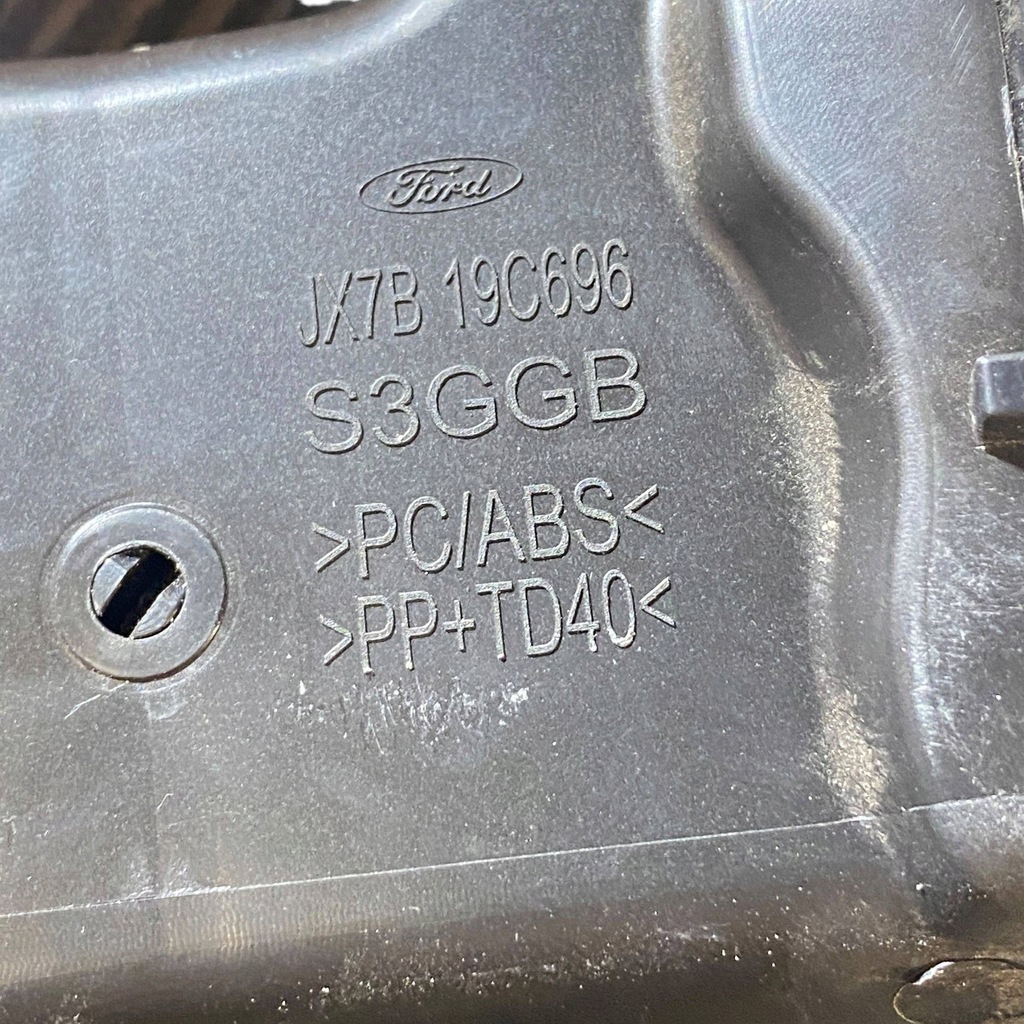 Ford
JX7B 19C696
S3GGB
>PC/ABS<
>PP+TD40<